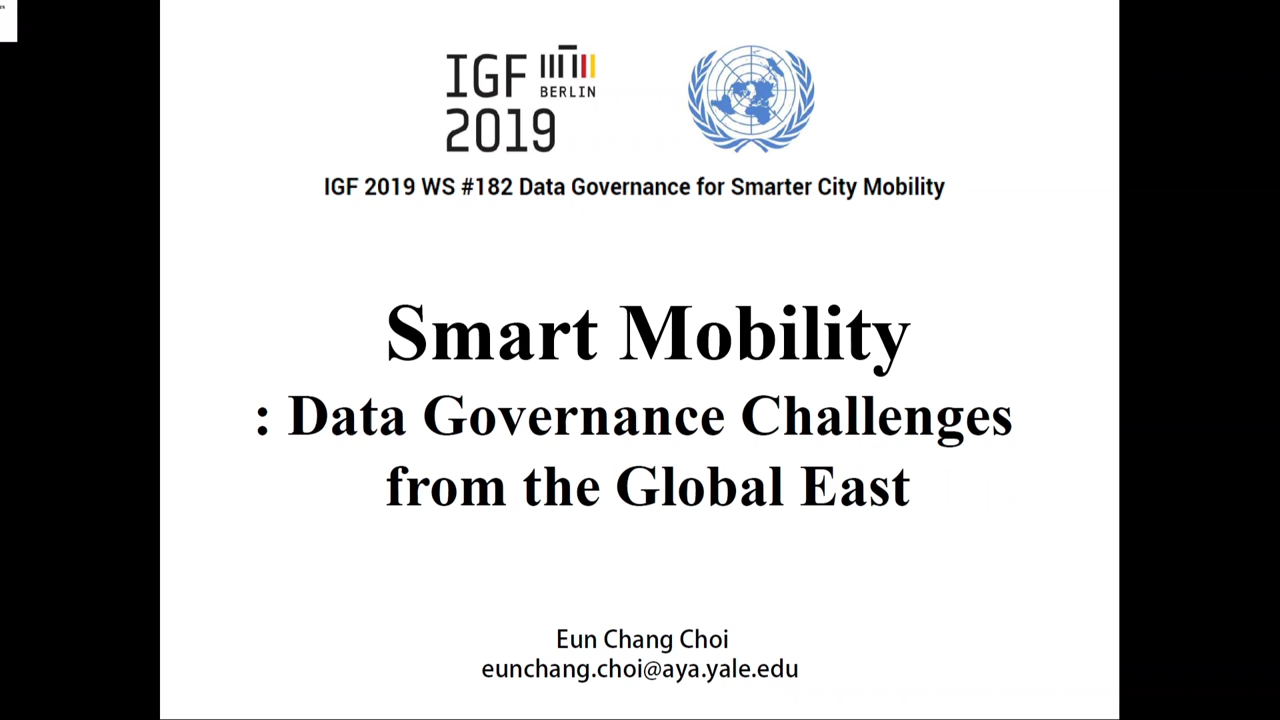 IGF
BERLIN
2019
IGF 2019 WS #182 Data Governance for Smarter City Mobility
Smart Mobility
: Data Governance Challenges
from the Global East
Eun Chang Choi
eunchang.choi@aya.yale.edu